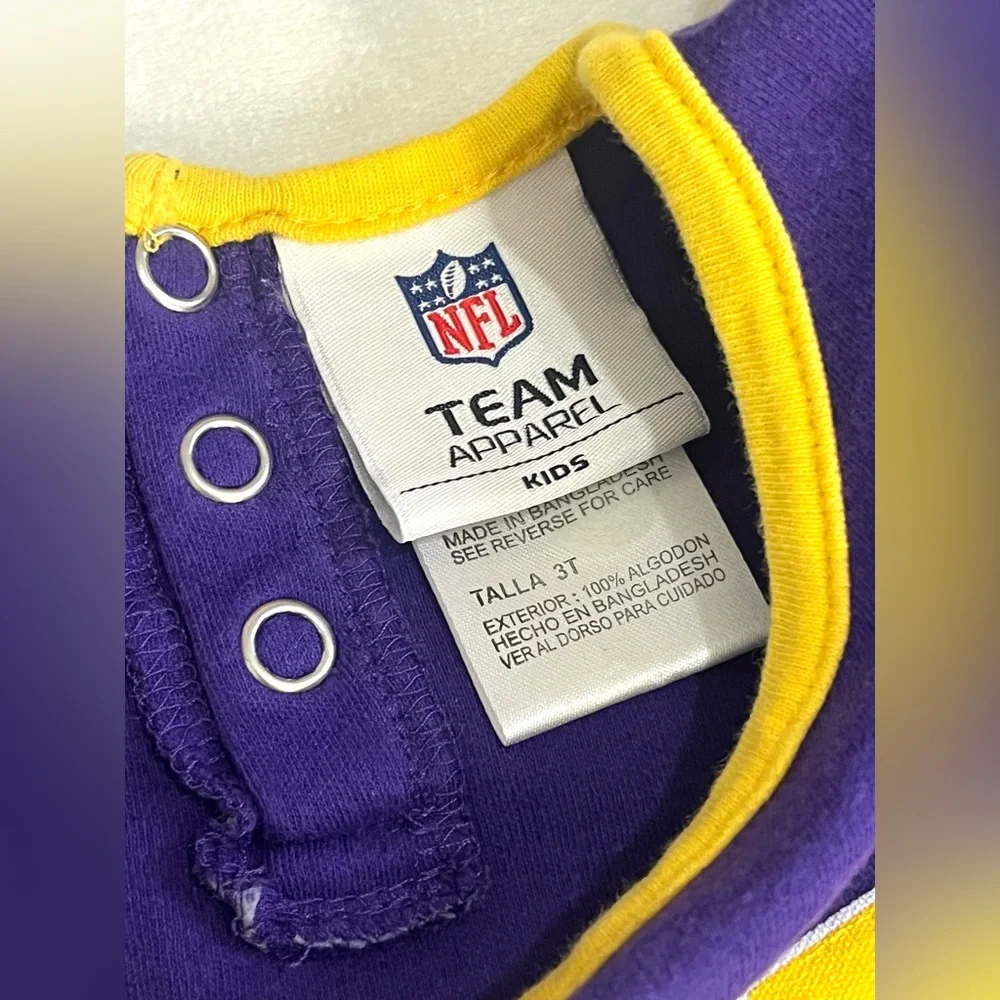 NFL
TEAM
APPAREL
KIDS
MADE IN BANGLADESH
SEE REVERSE FOR CARE
TALLA 3T
EXTERIOR : 100% ALGODON
HECHO EN BANGLADESH
VER AL DORSO PARA CUIDADO